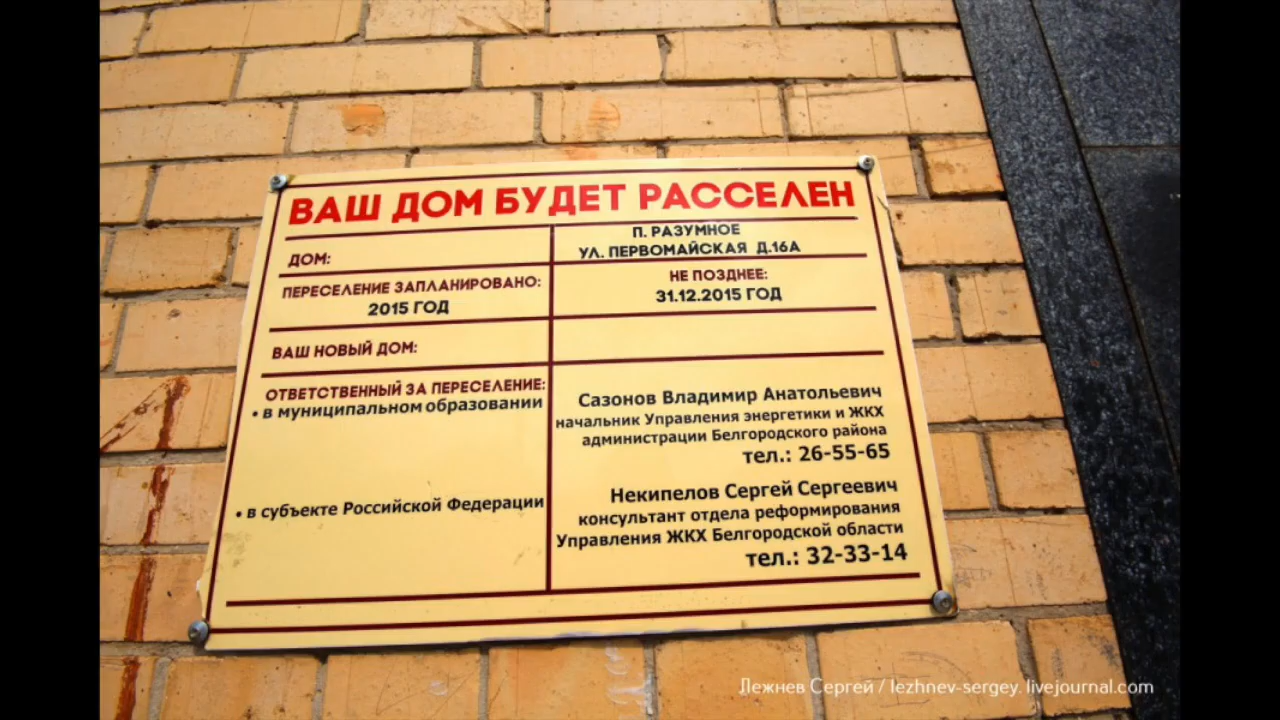 ВАШ ДОМ БУДЕТ РАССЕЛЕН
ДОМ:
П. РАЗУМНОЕ
УЛ. ПЕРВОМАЙСКАЯ Д.16А
ПЕРЕСЕЛЕНИЕ ЗАПЛАНИРОВАНО:
2015 ГОД
НЕ ПОЗДНЕЕ:
31.12.2015 ГОД
ВАШ НОВЫЙ ДОМ:
ОТВЕТСТВЕННЫЙ ЗА ПЕРЕСЕЛЕНИЕ:
• в муниципальном образовании
Сазонов Владимир Анатольевич
начальник Управления энергетики и ЖКХ
администрации Белгородского района
тел.: 26-55-65
• в субъекте Российской Федерации
Некипелов Сергей Сергеевич
консультант отдела реформирования
Управления ЖКХ Белгородской области
тел.: 32-33-14
Лежнев Сергей / lezhnev-sergey.livejournal.com